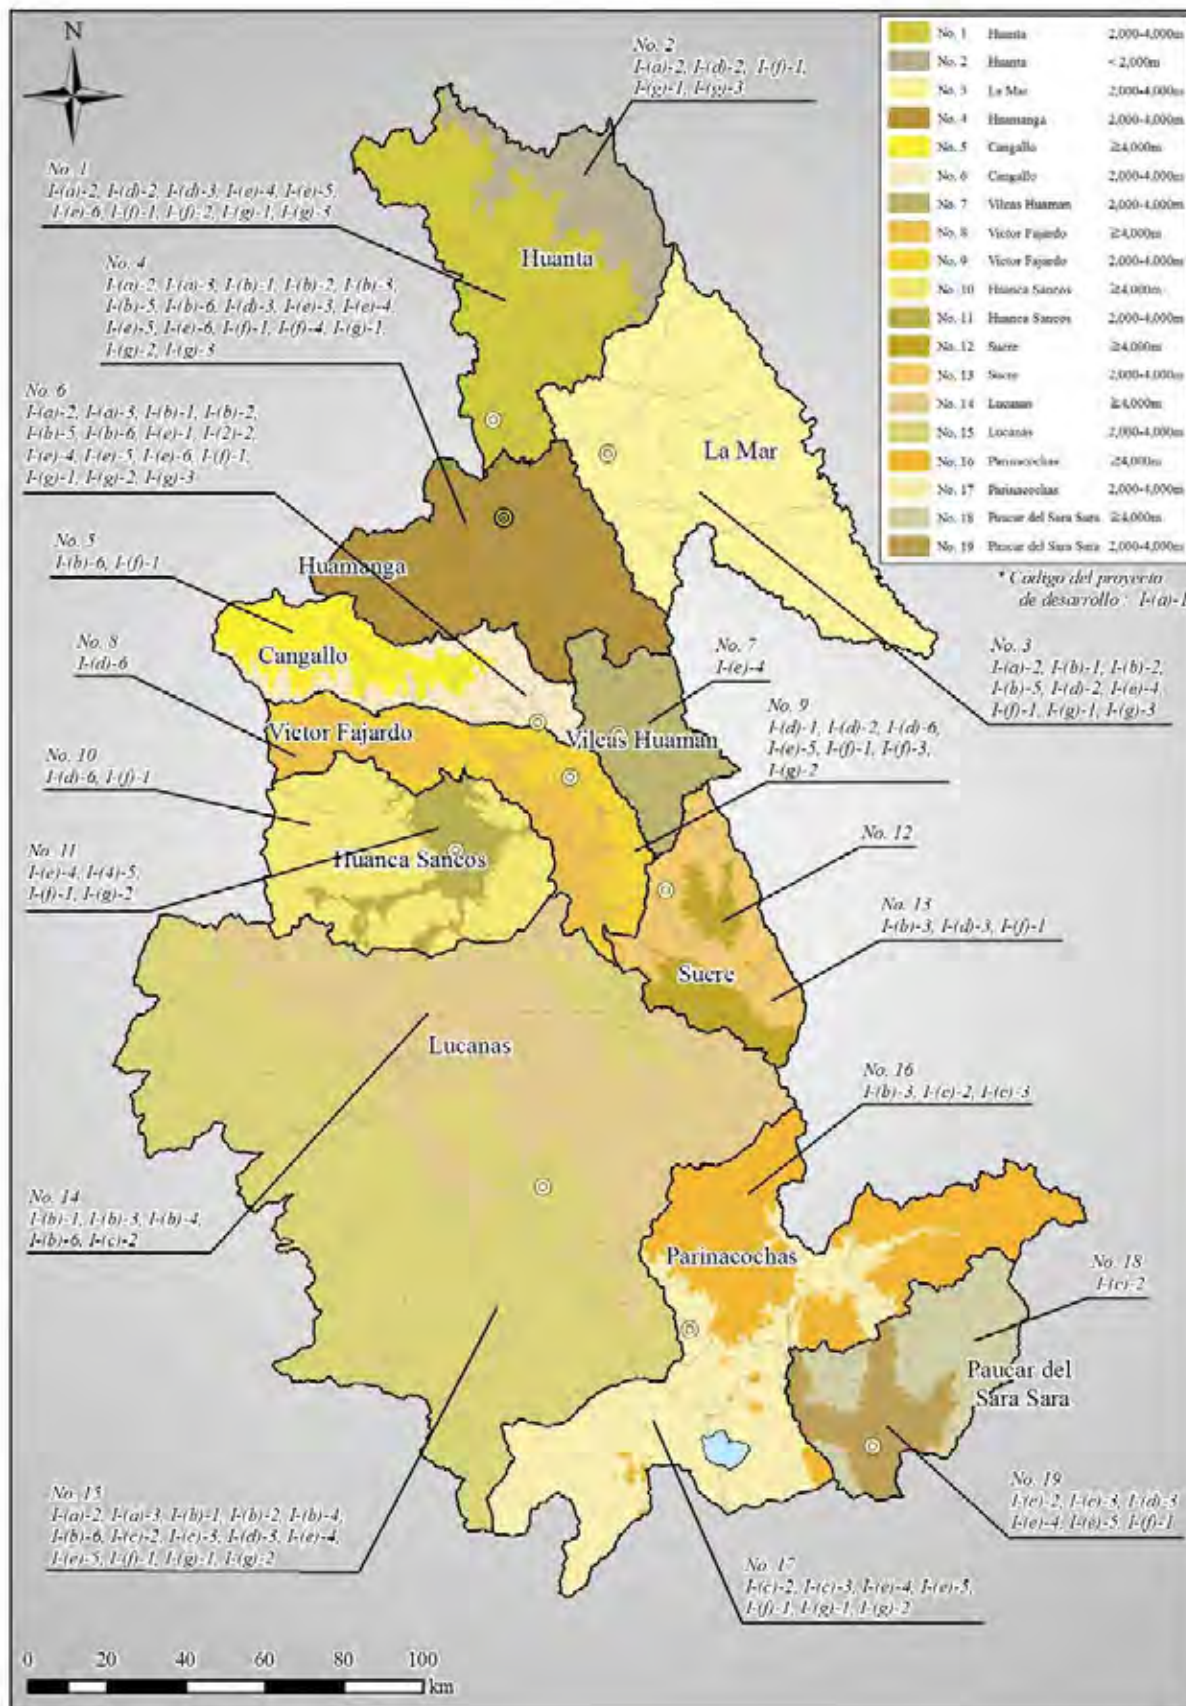 N
No. 1 Huanta 2,000-4,000m
No. 2 Huanta < 2,000m
No. 3 La Mar 2,000-4,000m
No. 4 Huamanga 2,000-4,000m
No. 5 Cangallo ≧4,000m
No. 6 Cangallo 2,000-4,000m
No. 7 Vilcas Huaman 2,000-4,000m
No. 8 Victor Fajardo ≧4,000m
No. 9 Victor Fajardo 2,000-4,000m
No. 10 Huanca Sancos ≧4,000m
No. 11 Huanca Sancos 2,000-4,000m
No. 12 Sucre ≧4,000m
No. 13 Sucre 2,000-4,000m
No. 14 Lucanas ≧4,000m
No. 15 Lucanas 2,000-4,000m
No. 16 Parinacochas ≧4,000m
No. 17 Parinacochas 2,000-4,000m
No. 18 Paucar del Sara Sara ≧4,000m
No. 19 Paucar del Sara Sara 2,000-4,000m
* Codigo del proyecto
de desarrollo : I-(a)-1
No. 2
I-(a)-2, I-(d)-2, I-(f)-1,
I-(g)-1, I-(g)-3
No. 1
I-(a)-2, I-(d)-2, I-(d)-3, I-(e)-4, I-(e)-5,
I-(e)-6, I-(f)-1, I-(f)-2, I-(g)-1, I-(g)-3
Huanta
No. 4
I-(a)-2, I-(a)-3, I-(b)-1, I-(b)-2, I-(b)-3,
I-(b)-5, I-(b)-6, I-(d)-3, I-(e)-3, I-(e)-4,
I-(e)-5, I-(e)-6, I-(f)-1, I-(f)-4, I-(g)-1,
I-(g)-2, I-(g)-3
No. 6
I-(a)-2, I-(a)-3, I-(b)-1, I-(b)-2,
I-(b)-5, I-(b)-6, I-(e)-1, I-(2)-2,
I-(e)-4, I-(e)-5, I-(e)-6, I-(f)-1,
I-(g)-1, I-(g)-2, I-(g)-3
La Mar
No. 5
I-(b)-6, I-(f)-1
Huamanga
No. 8
I-(d)-6
Cangallo
No. 7
I-(e)-4
No. 3
I-(a)-2, I-(b)-1, I-(b)-2,
I-(b)-5, I-(d)-2, I-(e)-4
I-(f)-1, I-(g)-1, I-(g)-3
No. 9
I-(d)-1, I-(d)-2, I-(d)-6,
I-(e)-5, I-(f)-1, I-(f)-3,
I-(g)-2
Victor Fajardo
Vilcas Huaman
No. 10
I-(d)-6, I-(f)-1
No. 11
I-(e)-4, I-(4)-5,
I-(f)-1, I-(g)-2
Huanca Sancos
No. 12
No. 13
I-(b)-3, I-(d)-3, I-(f)-1
Sucre
Lucanas
No. 16
I-(b)-3, I-(c)-2, I-(c)-3
No. 14
I-(b)-1, I-(b)-3, I-(b)-4,
I-(b)-6, I-(c)-2
Parinacochas
No. 18
I-(c)-2
Paucar del
Sara Sara
No. 15
I-(a)-2, I-(a)-3, I-(b)-1, I-(b)-2, I-(b)-4,
I-(b)-6, I-(c)-2, I-(c)-3, I-(d)-3, I-(e)-4,
I-(e)-5, I-(f)-1, I-(g)-1, I-(g)-2
No. 19
I-(c)-2, I-(c)-3, I-(d)-3
I-(e)-4, I-(e)-5, I-(f)-1
No. 17
I-(c)-2, I-(c)-3, I-(e)-4, I-(e)-5,
I-(f)-1, I-(g)-1, I-(g)-2
0 20 40 60 80 100
km